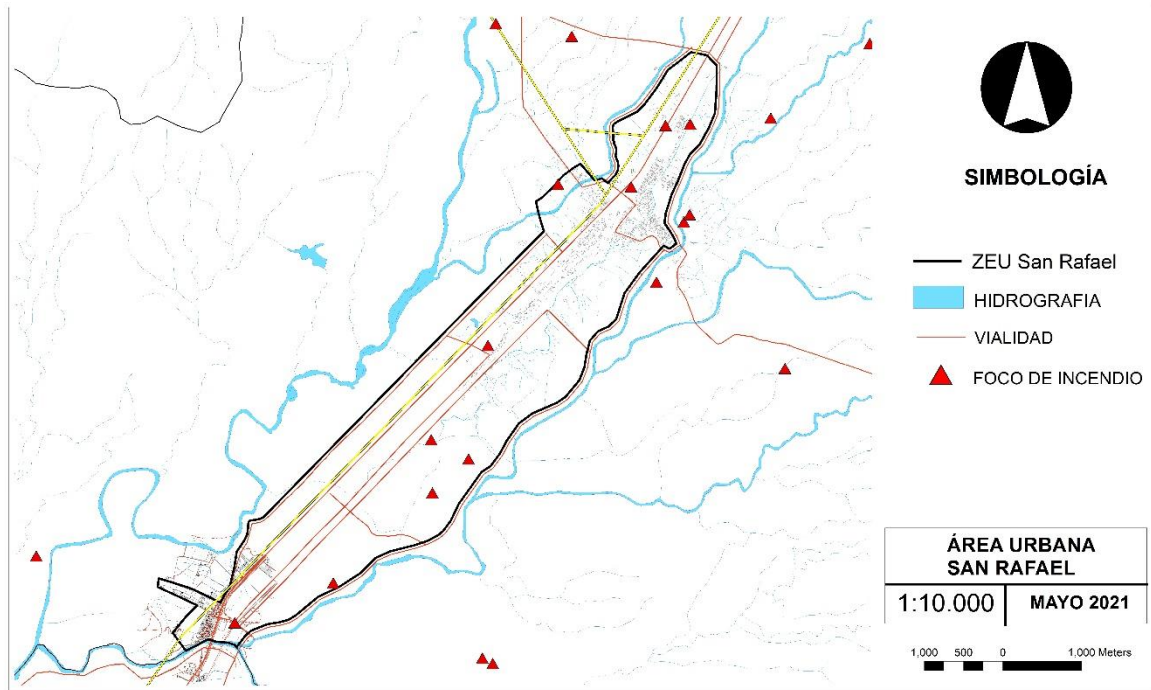 SIMBOLOGÍA
ZEU San Rafael
HIDROGRAFIA
VIALIDAD
FOCO DE INCENDIO
ÁREA URBANA
SAN RAFAEL
1:10.000 MAYO 2021
1,000 500 0 1,000 Meters